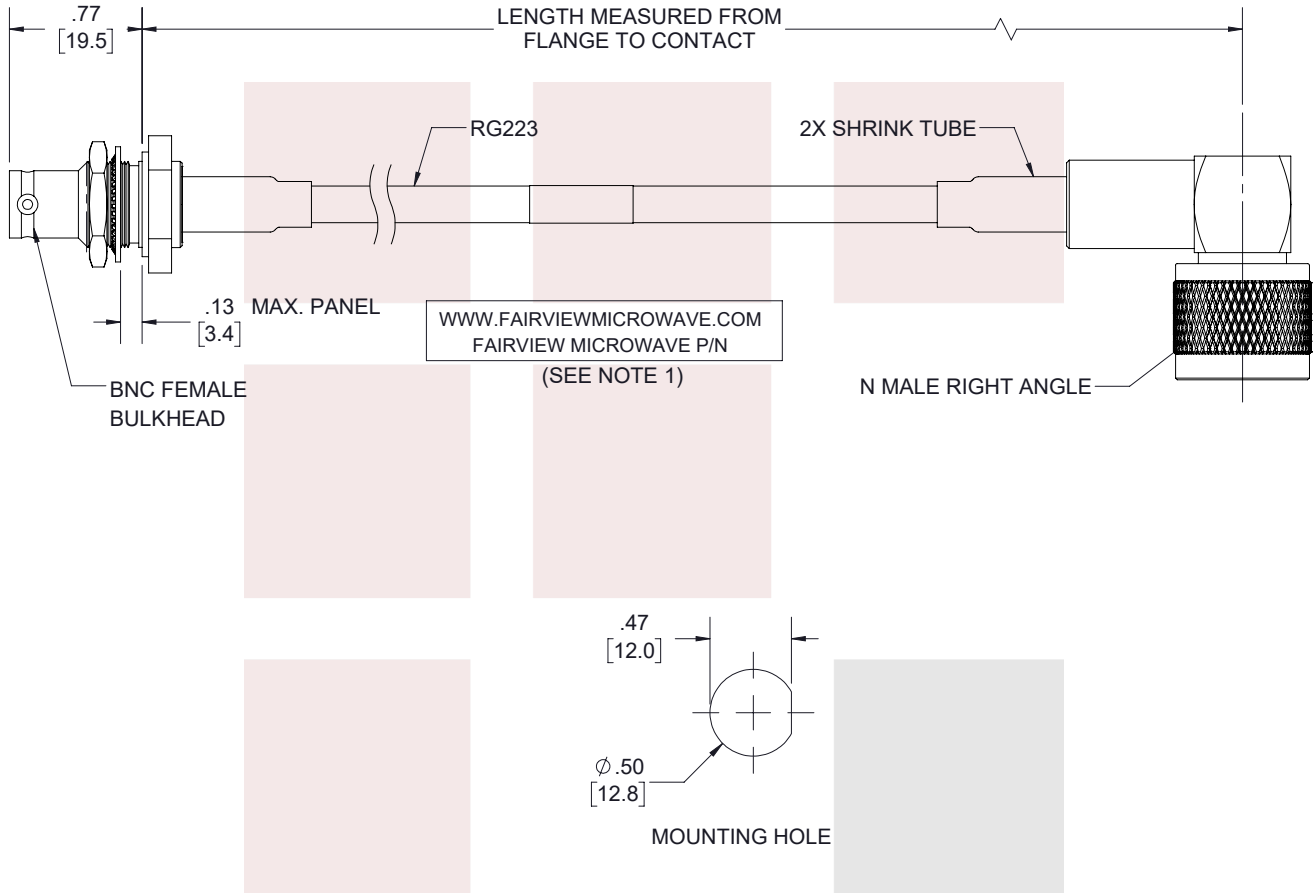 .77
[19.5]
LENGTH MEASURED FROM
FLANGE TO CONTACT
RG223
2X SHRINK TUBE
.13 MAX. PANEL
[3.4]
WWW.FAIRVIEWMICROWAVE.COM
FAIRVIEW MICROWAVE P/N
(SEE NOTE 1)
BNC FEMALE
BULKHEAD
N MALE RIGHT ANGLE
.47
[12.0]
∅.50
[12.8]
MOUNTING HOLE